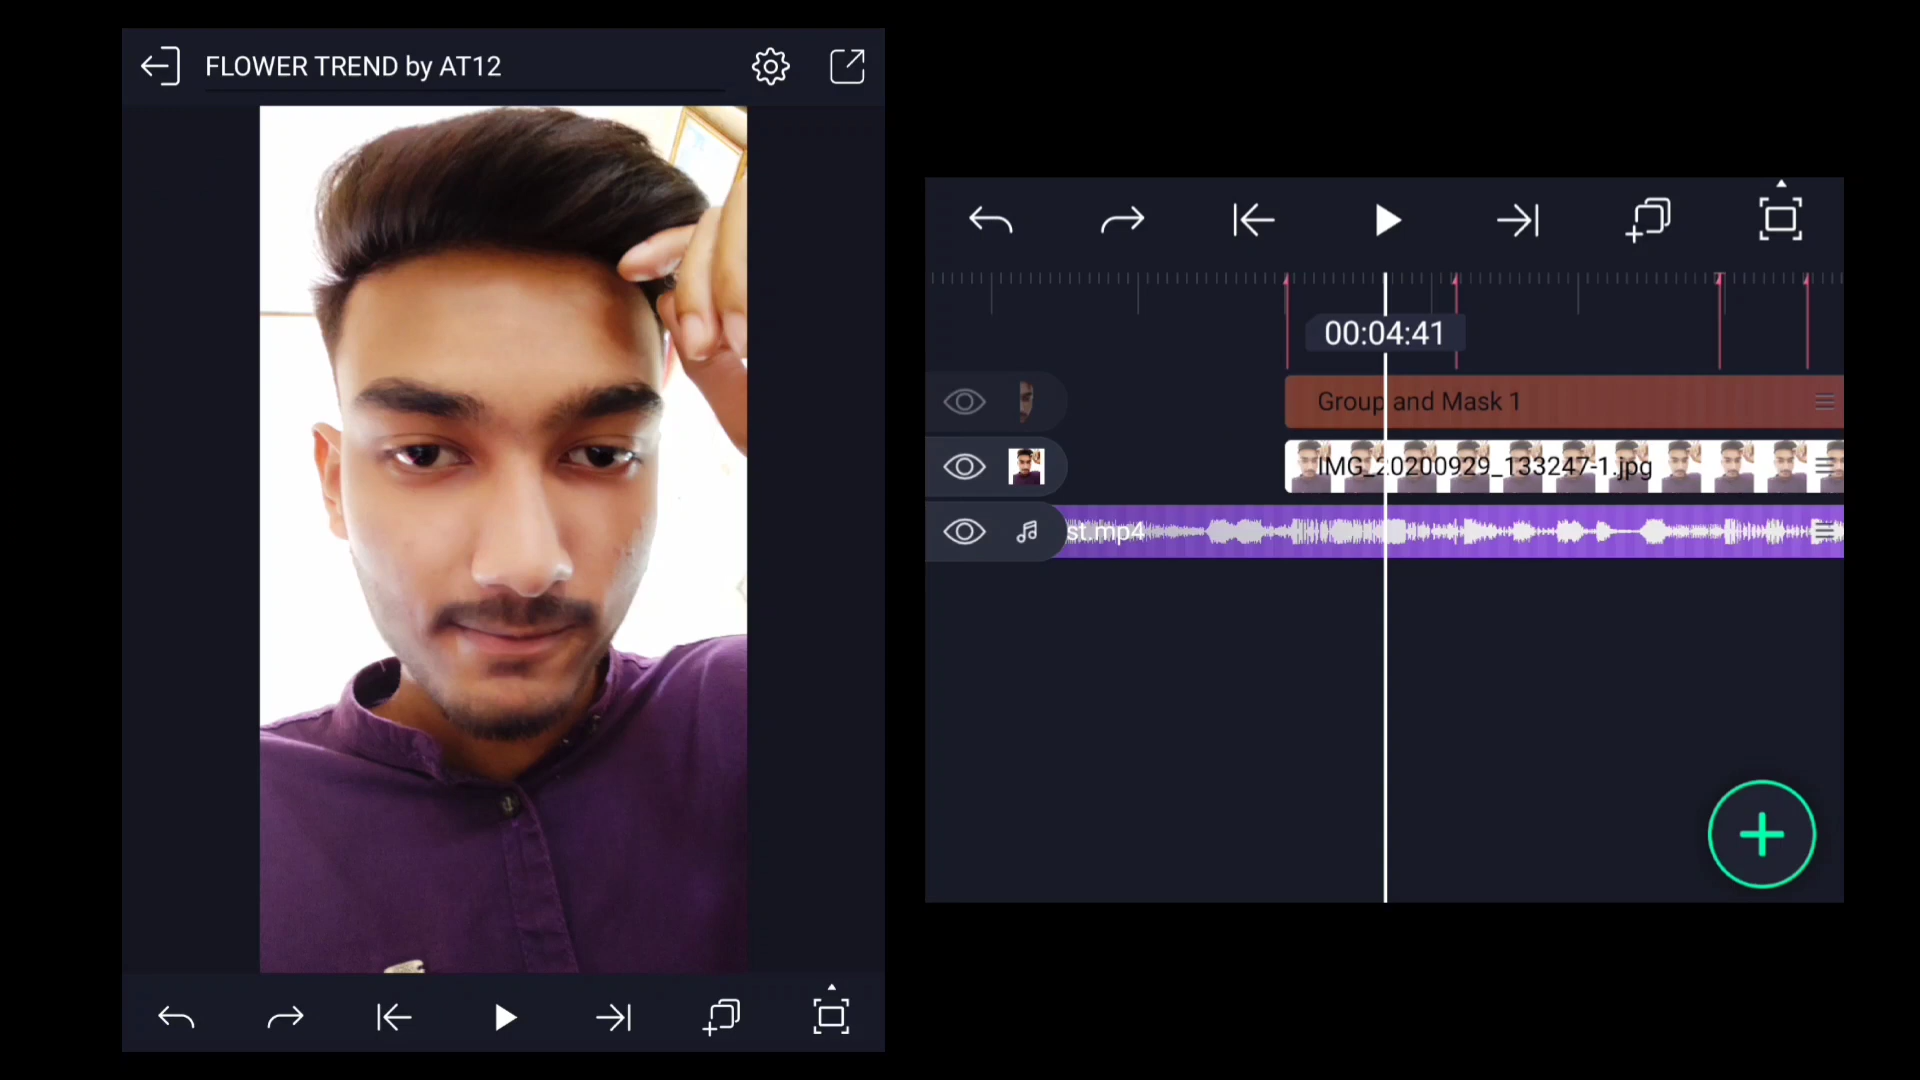 FLOWER TREND by AT12
00:04:41
Group and Mask 1
IMG_20200929_133247-1.jpg
st.mp4